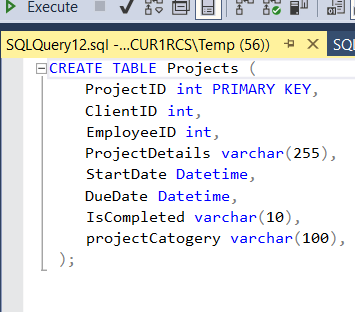 Execute
SQLQuery12.sql -...CUR1RCS\Temp (56))
SQL
CREATE TABLE Projects (
ProjectID int PRIMARY KEY,
ClientID int,
EmployeeID int,
ProjectDetails varchar(255),
StartDate Datetime,
DueDate Datetime,
IsCompleted varchar(10),
projectCatogery varchar(100),
);